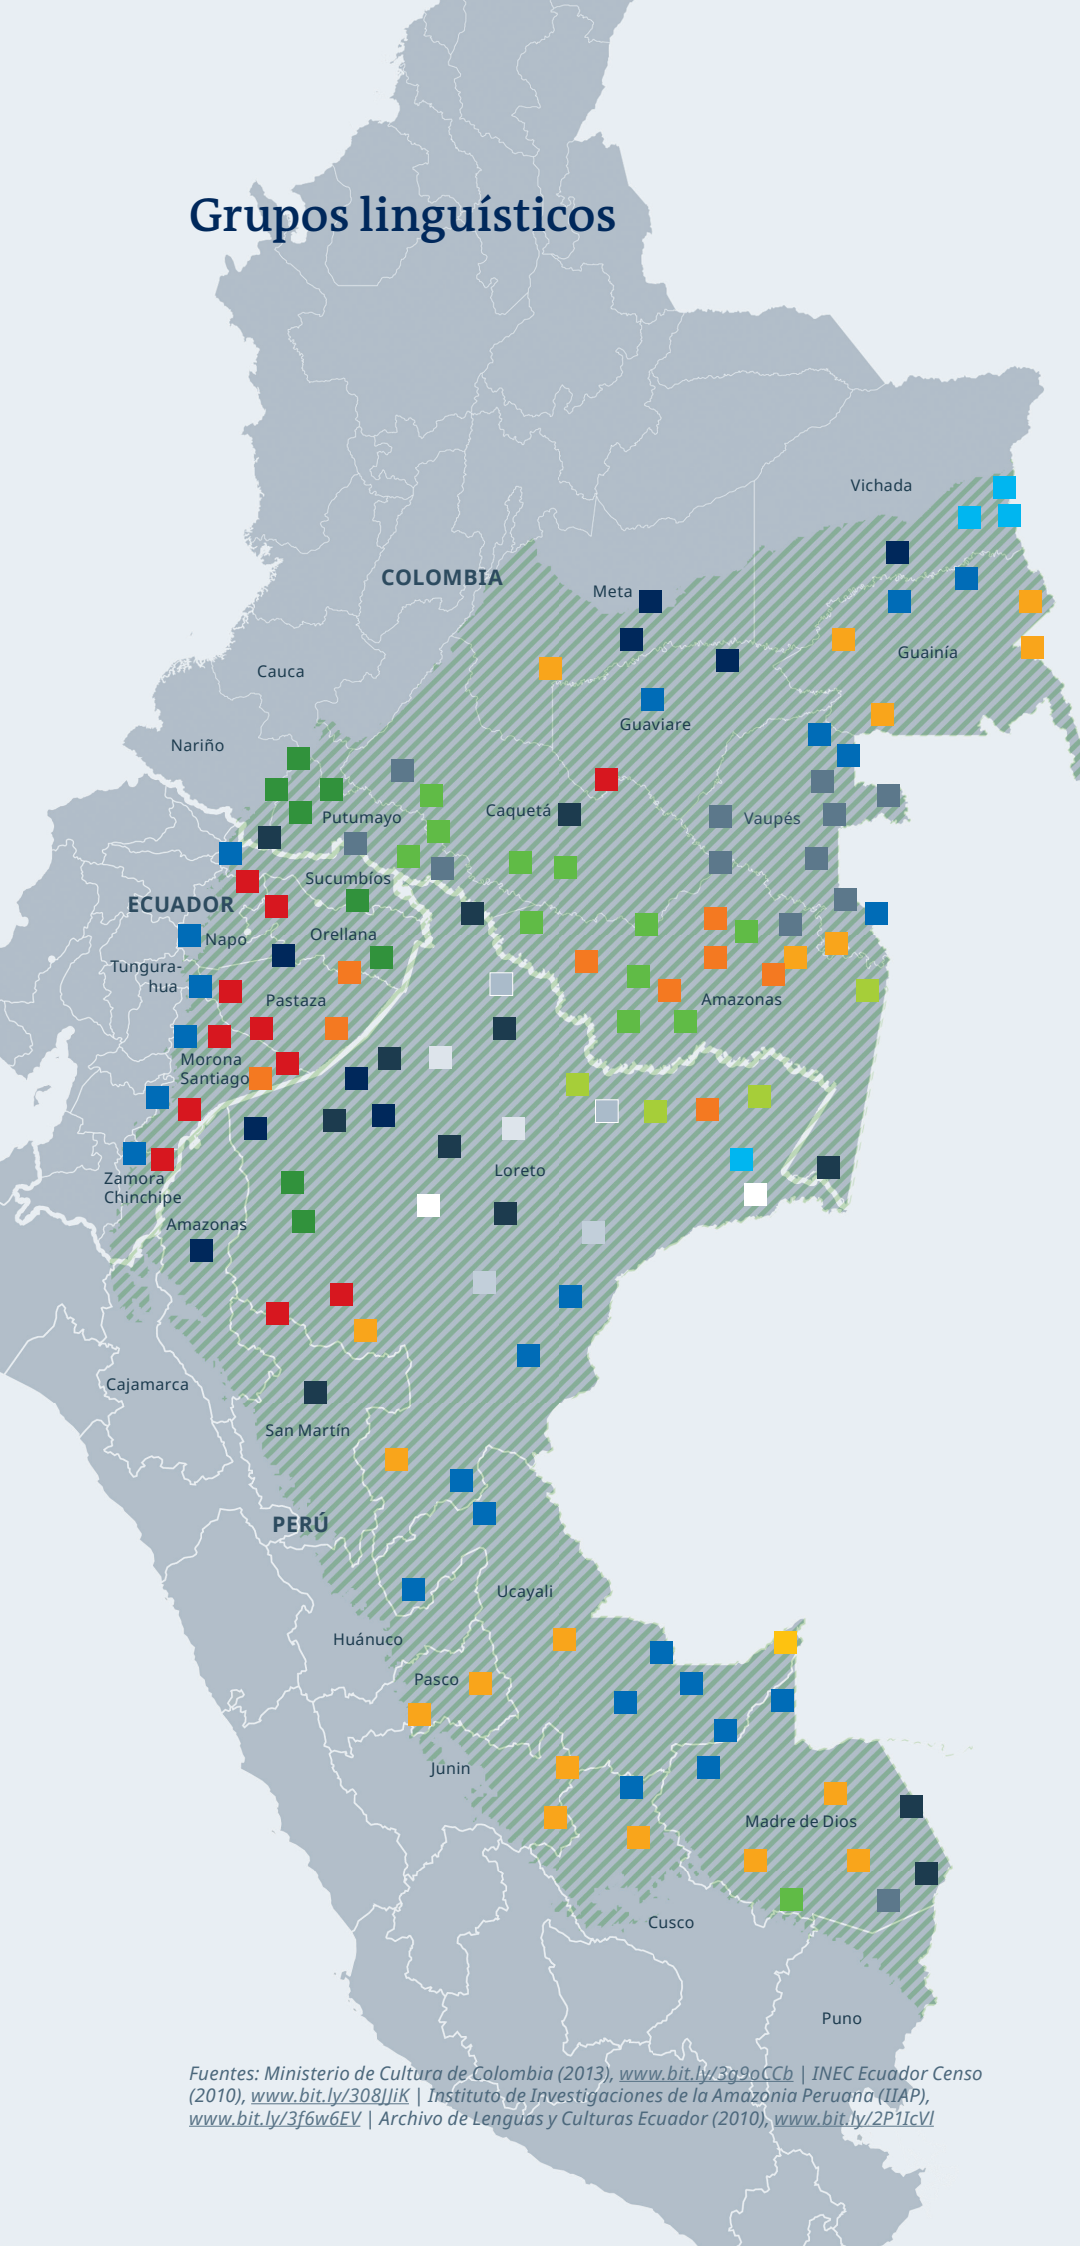 Grupos linguísticos
Vichada
COLOMBIA
Meta
Guainía
Cauca
Guaviare
Nariño
Caquetá
Putumayo
Vaupés
Sucumbíos
ECUADOR
Napo
Orellana
Tungura-
hua
Pastaza
Amazonas
Morona
Santiago
Loreto
Zamora
Chinchipe
Amazonas
Cajamarca
San Martín
PERÚ
Ucayali
Huánuco
Pasco
Junin
Madre de Dios
Cusco
Puno
Fuentes: Ministerio de Cultura de Colombia (2013), www.bit.ly/3g9oCCb | INEC Ecuador Censo
(2010), www.bit.ly/308JJiK | Instituto de Investigaciones de la Amazonia Peruana (IIAP),
www.bit.ly/3f6w6EV | Archivo de Lenguas y Culturas Ecuador (2010), www.bit.ly/2P1IcVl